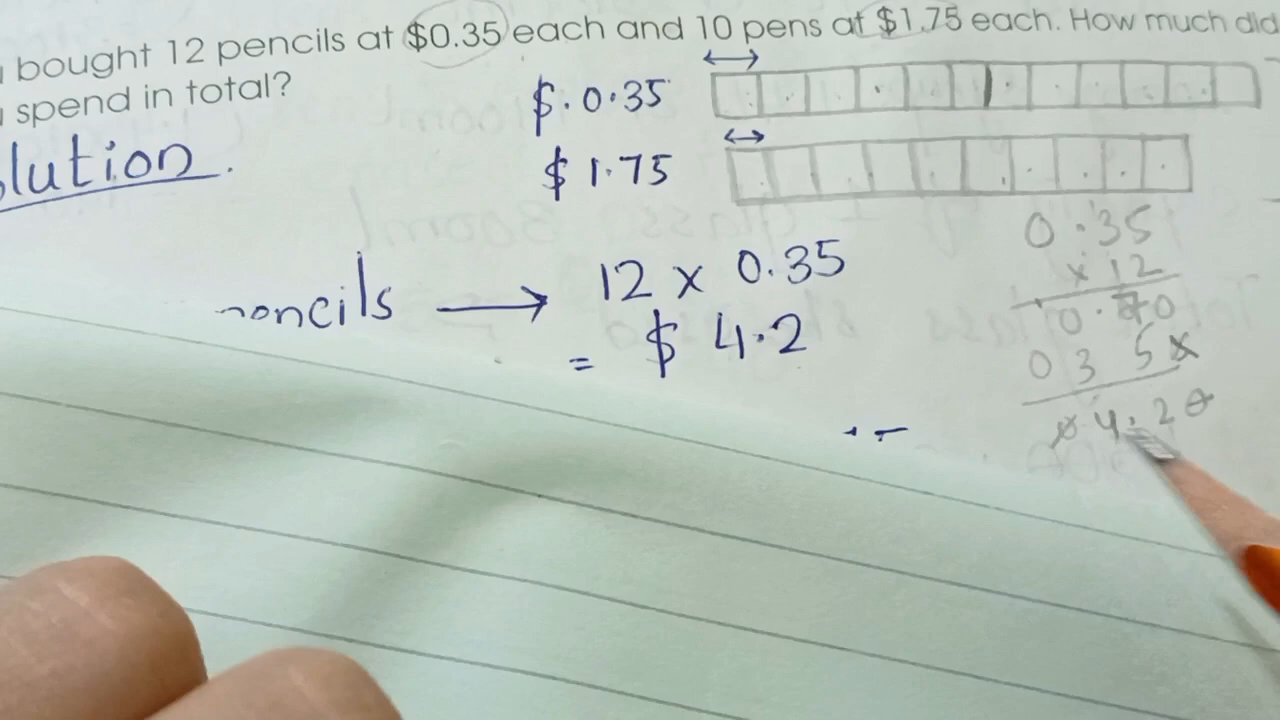 bought 12 pencils at $0.35 each and 10 pens at $1.75 each. How much did
spend in total?
lution.
$.0.35
$ 1.75
→ 12 x 0.35
= $ 4.2
0.35
x 12
0.70
0 3 5x
0 4.20